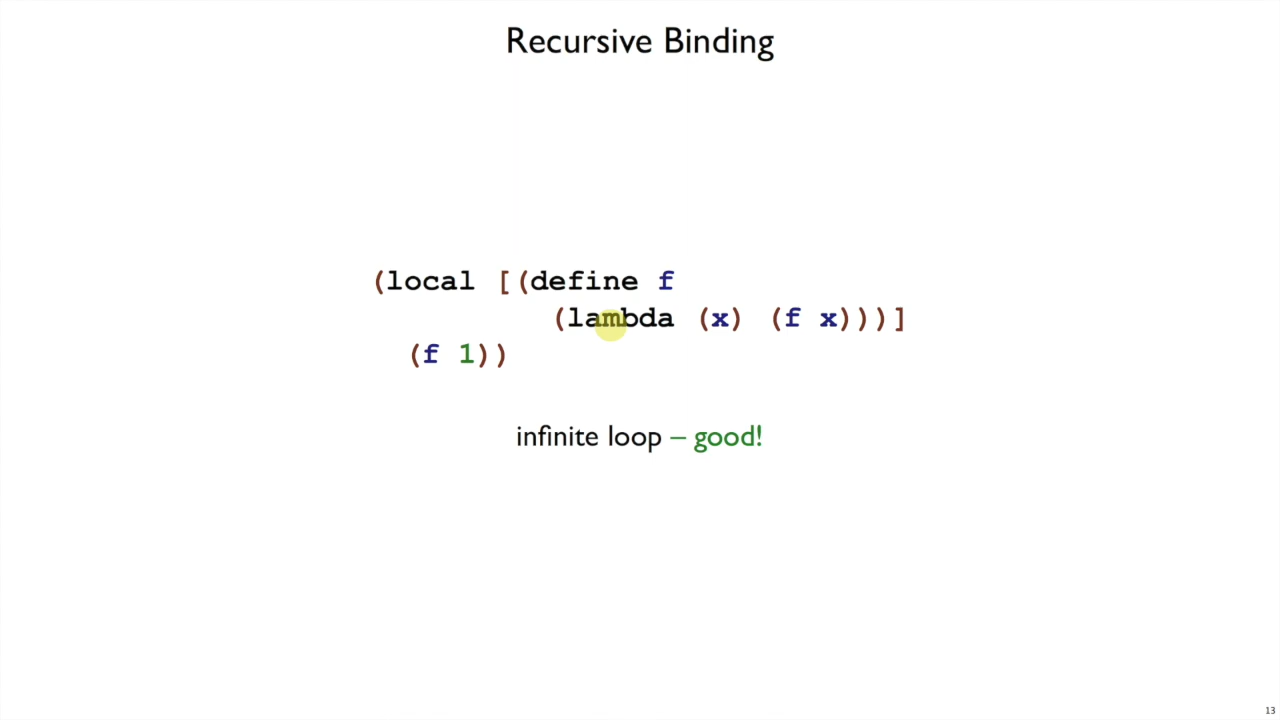 Recursive Binding
(local [(define f
(lambda (x) (f x)))]
(f 1))
infinite loop – good!
13